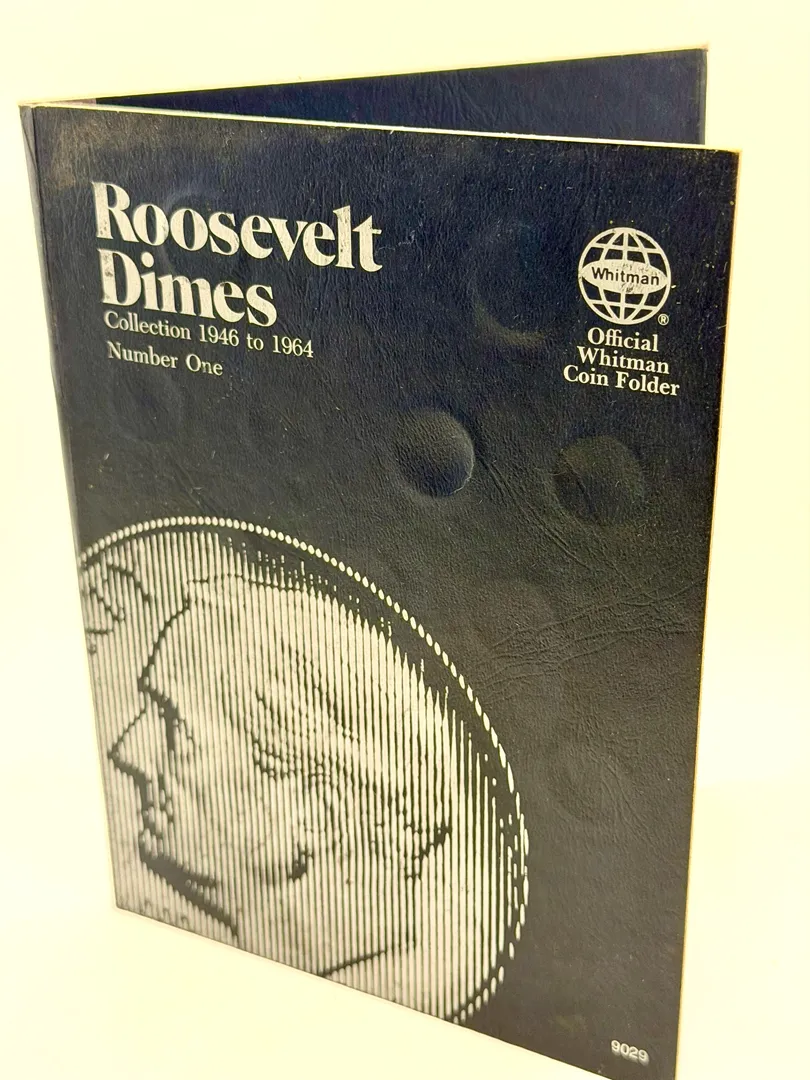 Roosevelt
Dimes
Collection 1946 to 1964
Number One
Whitman
®
Official
Whitman
Coin Folder
9029